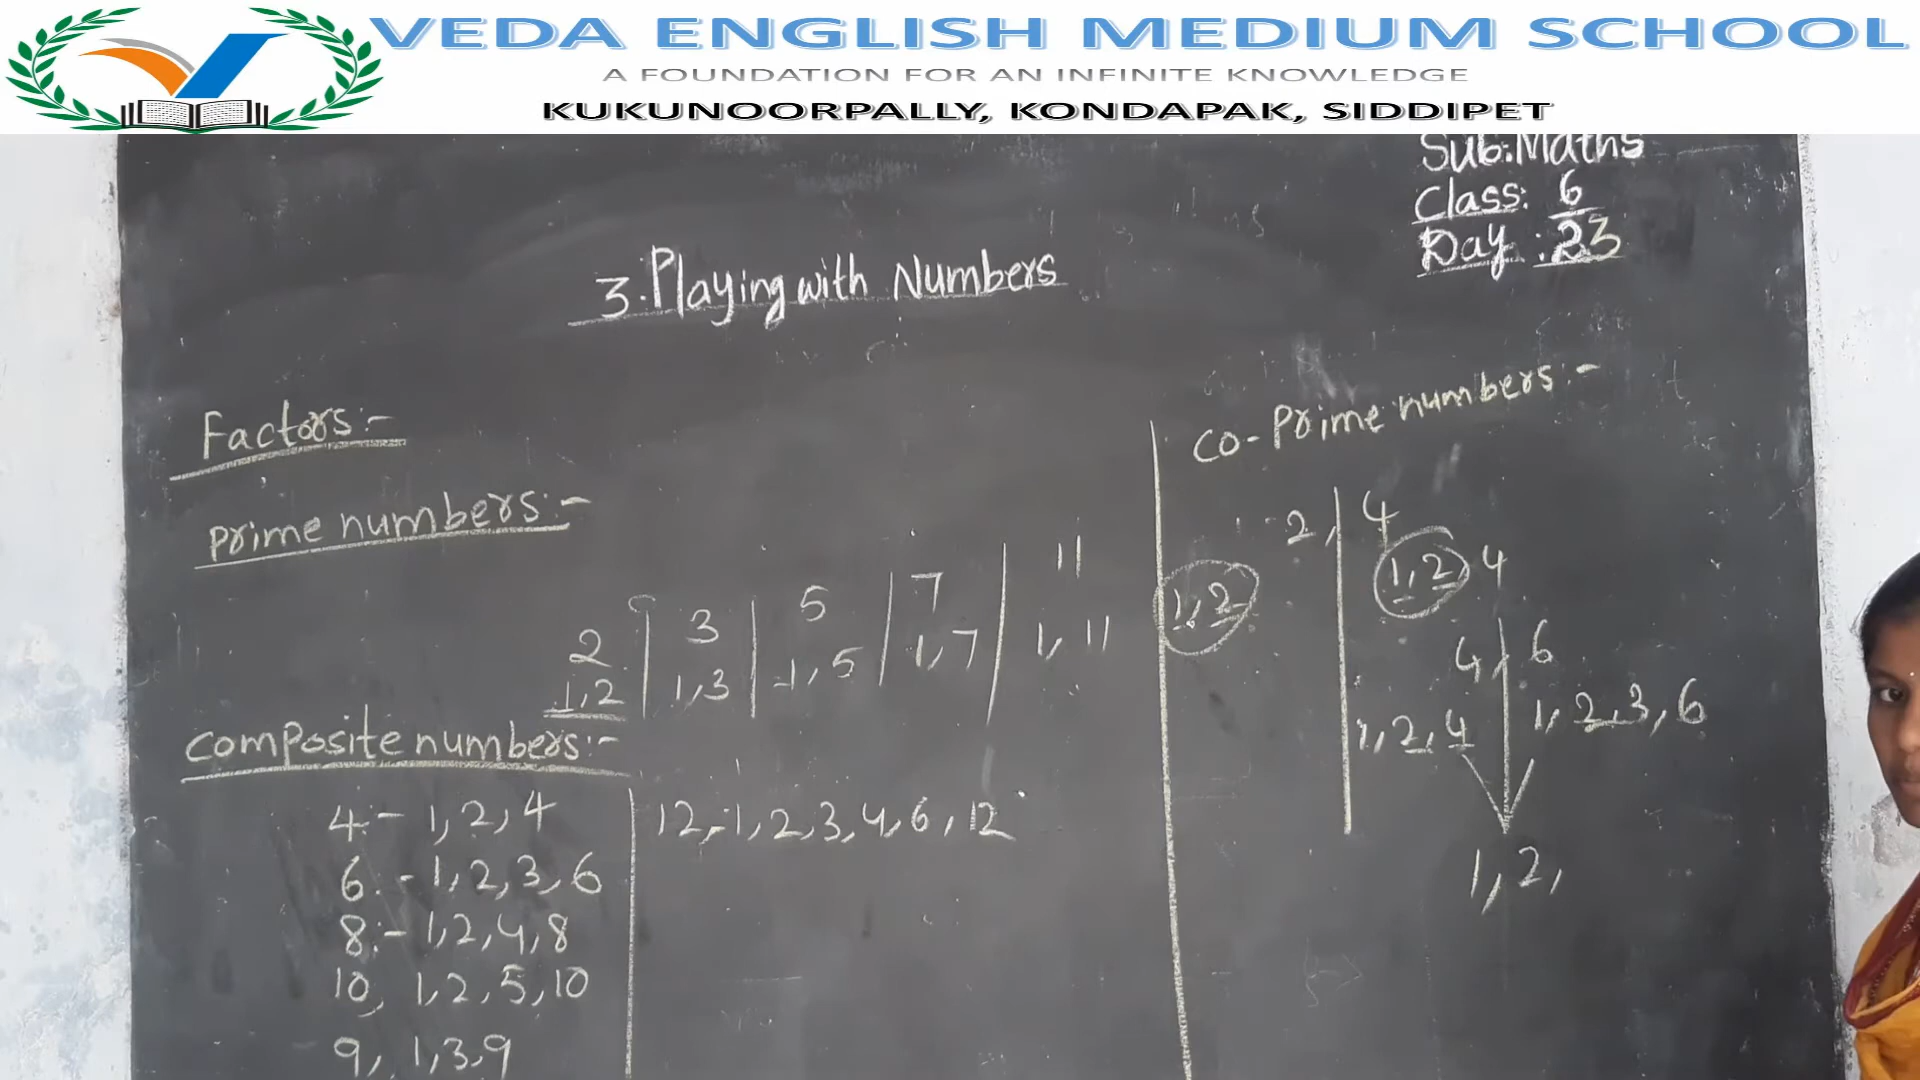 VEDA ENGLISH MEDIUM SCHOOL
A FOUNDATION FOR AN INFINITE KNOWLEDGE
KUKUNOORPALLY, KONDAPAK, SIDDIPET
Sub:Maths
Class: 6
Day : 23
3. Playing with Numbers
Factors:-
Prime numbers:-
2 | 3 | 5 | 7 | 11
1,2 | 1,3 | 1,5 | 1,7 | 1,11
Composite numbers:-
4:- 1,2,4
6:- 1,2,3,6
8:- 1,2,4,8
10, 1,2,5,10
9, 1,3,9
12,-1,2,3,4,6,12
Co-Prime numbers:-
2, 4
1,2 | 1,2,4
4, 6
1,2,4 | 1,2,3,6
1,2,